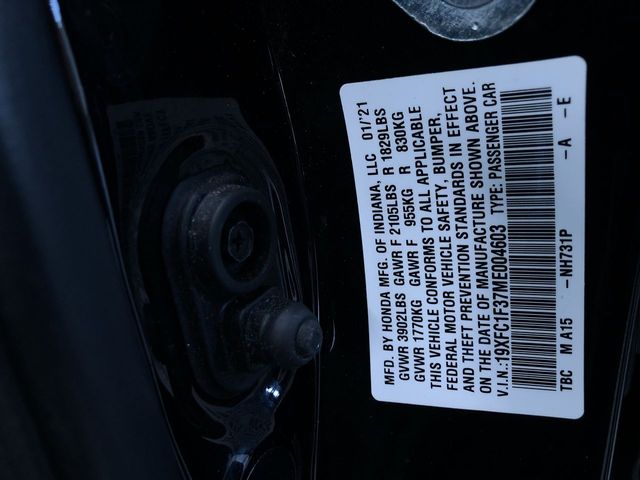 MFD. BY HONDA MFG. OF INDIANA, LLC 01/'21
GVWR 3902LBS GAWR F 2105LBS R 1829LBS
GVWR 1770KG GAWR F 955KG R 830KG
THIS VEHICLE CONFORMS TO ALL APPLICABLE
FEDERAL MOTOR VEHICLE SAFETY, BUMPER,
AND THEFT PREVENTION STANDARDS IN EFFECT
ON THE DATE OF MANUFACTURE SHOWN ABOVE.
V.I.N.:19XFC1F37ME004603 TYPE: PASSENGER CAR
TBC M A15 -NH731P -A -E